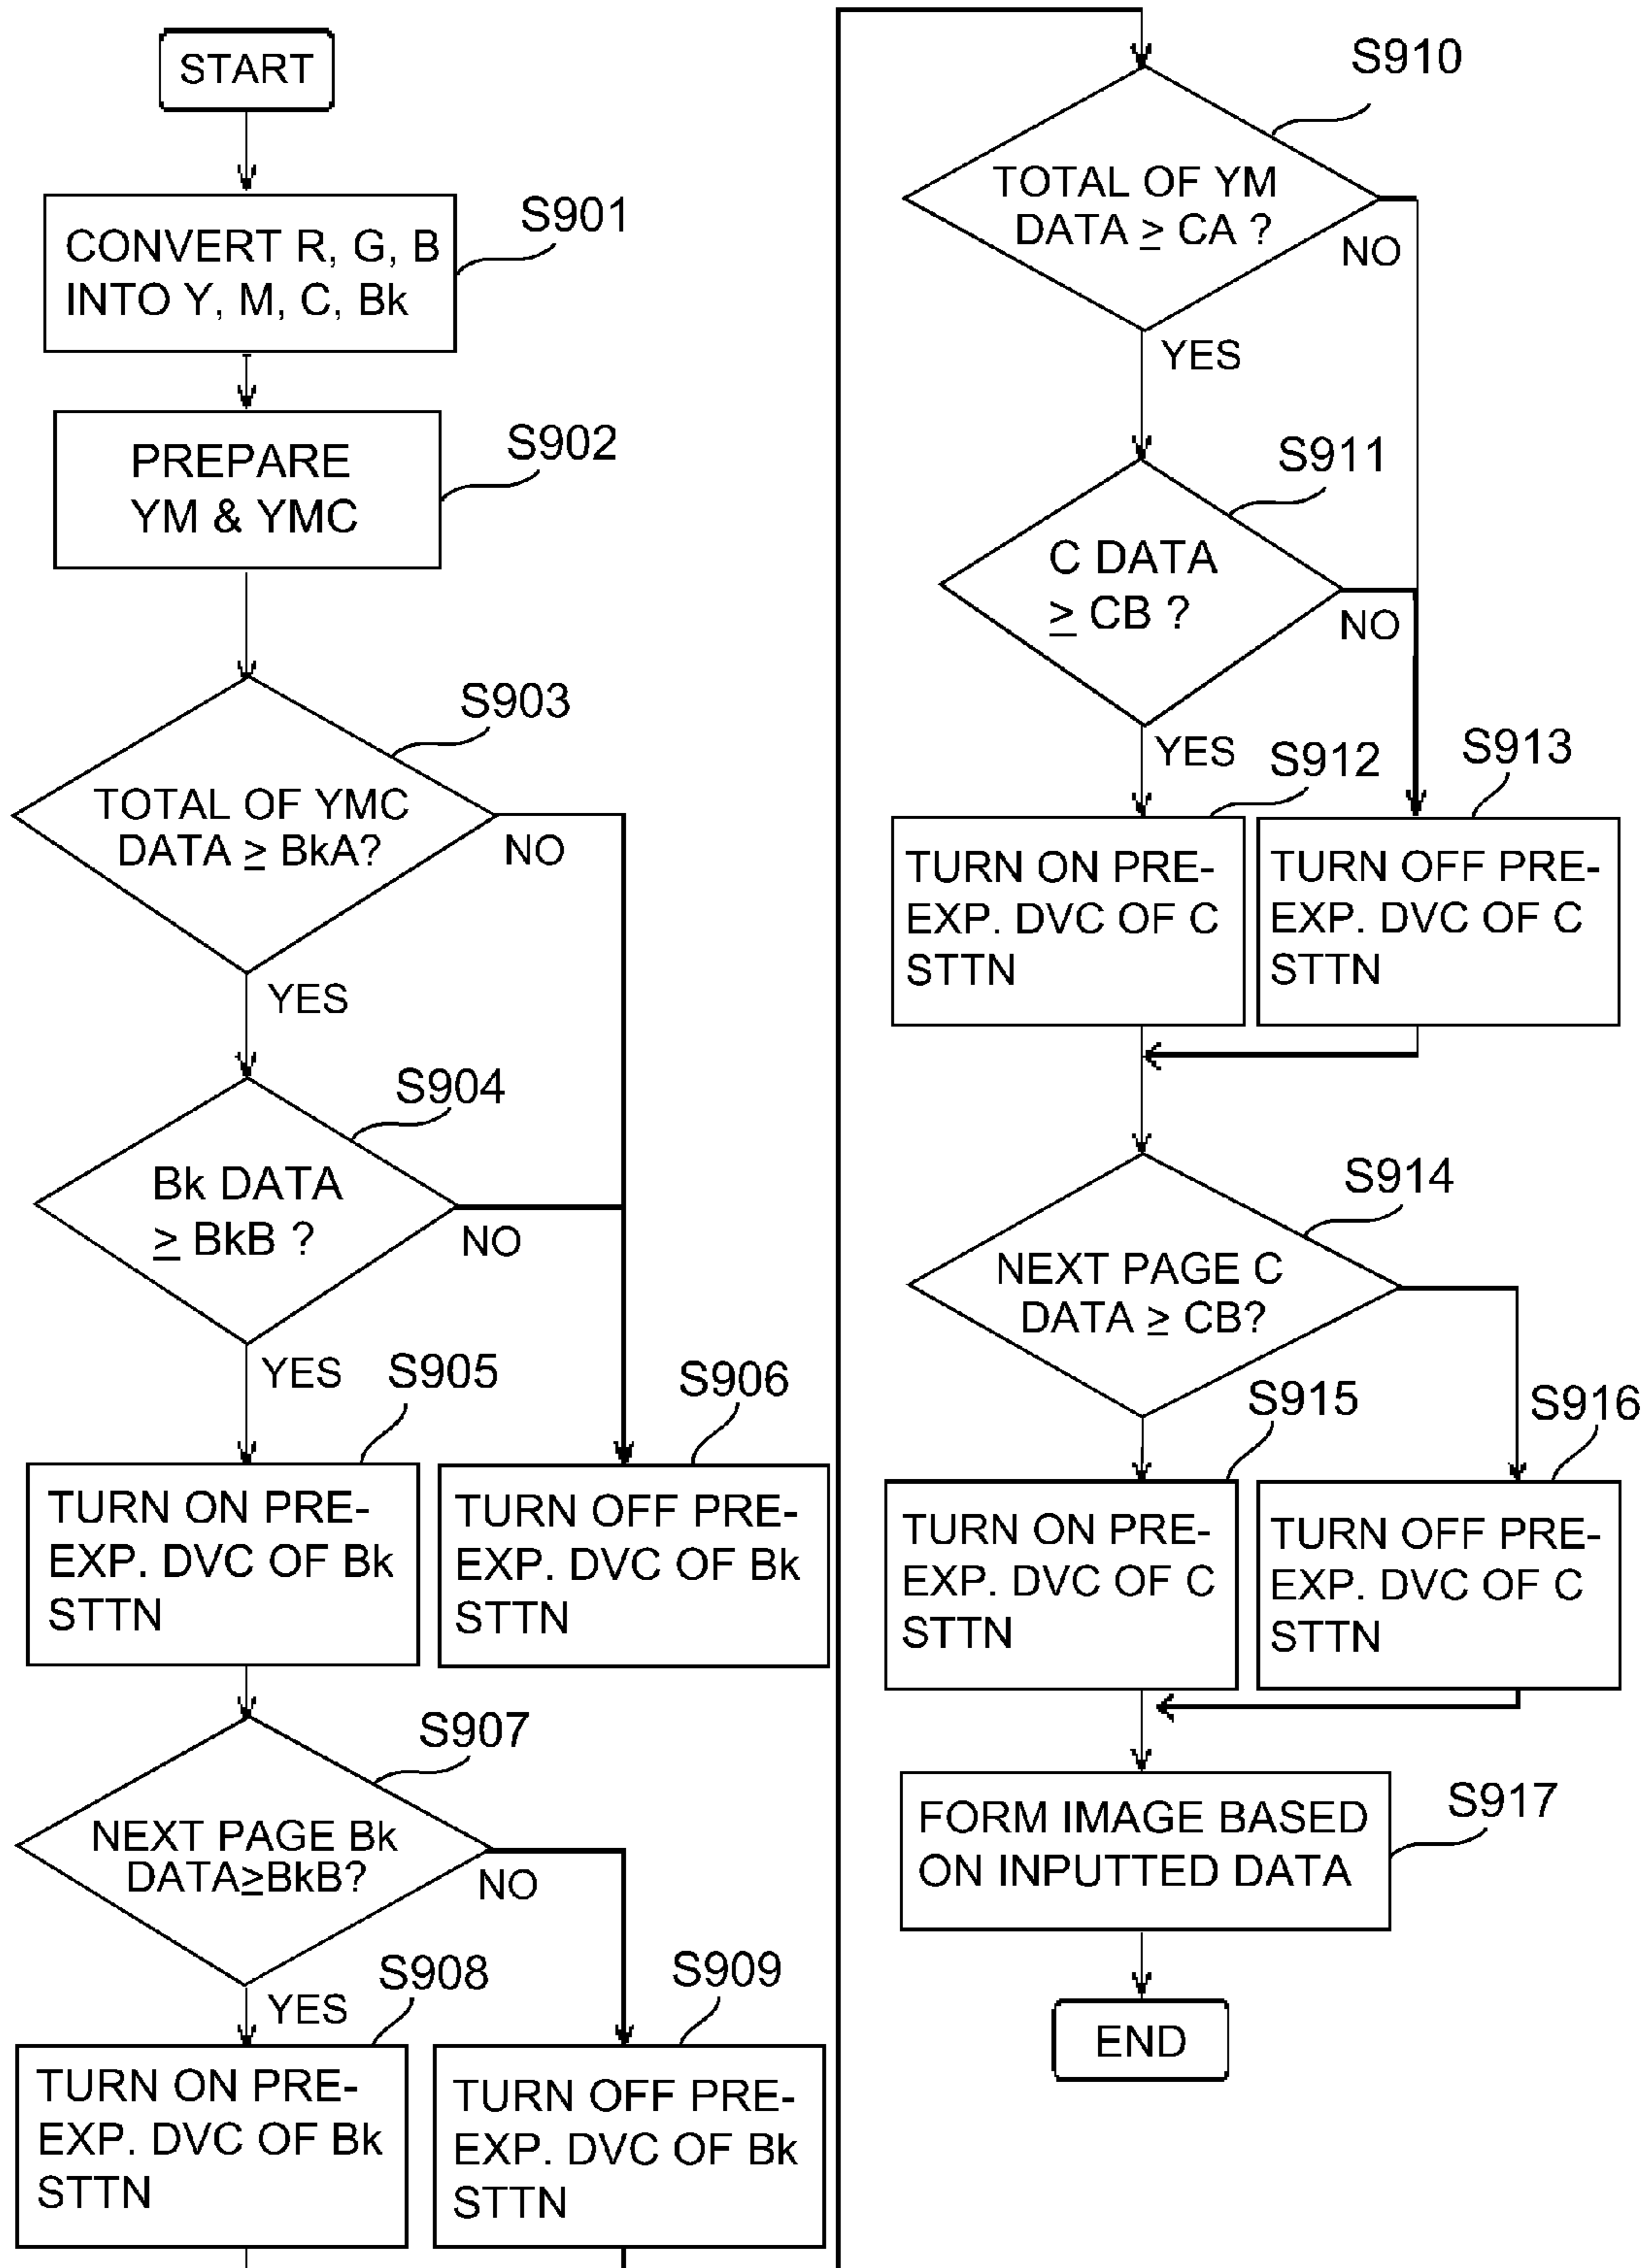 START
S901
CONVERT R, G, B
INTO Y, M, C, Bk
S902
PREPARE
YM & YMC
S903
TOTAL OF YMC
DATA ≥ BkA?
NO
YES
S904
Bk DATA
≥ BkB ?
NO
YES
S905
S906
TURN ON PRE-
EXP. DVC OF Bk
STTN
TURN OFF PRE-
EXP. DVC OF Bk
STTN
S907
NEXT PAGE Bk
DATA≥BkB?
NO
YES
S908
S909
TURN ON PRE-
EXP. DVC OF Bk
STTN
TURN OFF PRE-
EXP. DVC OF Bk
STTN
S910
TOTAL OF YM
DATA ≥ CA ?
NO
YES
S911
C DATA
≥ CB ?
NO
YES
S912
S913
TURN ON PRE-
EXP. DVC OF C
STTN
TURN OFF PRE-
EXP. DVC OF C
STTN
S914
NEXT PAGE C
DATA ≥ CB?
S915
S916
TURN ON PRE-
EXP. DVC OF C
STTN
TURN OFF PRE-
EXP. DVC OF C
STTN
S917
FORM IMAGE BASED
ON INPUTTED DATA
END